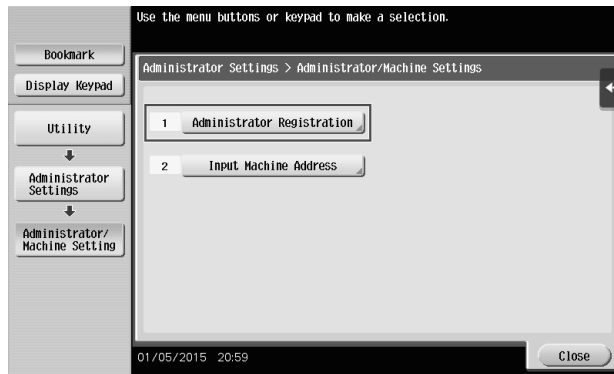 Use the menu buttons or keypad to make a selection.
Bookmark
Display Keypad
Utility
Administrator
Settings
Administrator/
Machine Setting
Administrator Settings > Administrator/Machine Settings
1 Administrator Registration
2 Input Machine Address
01/05/2015 20:59
Close